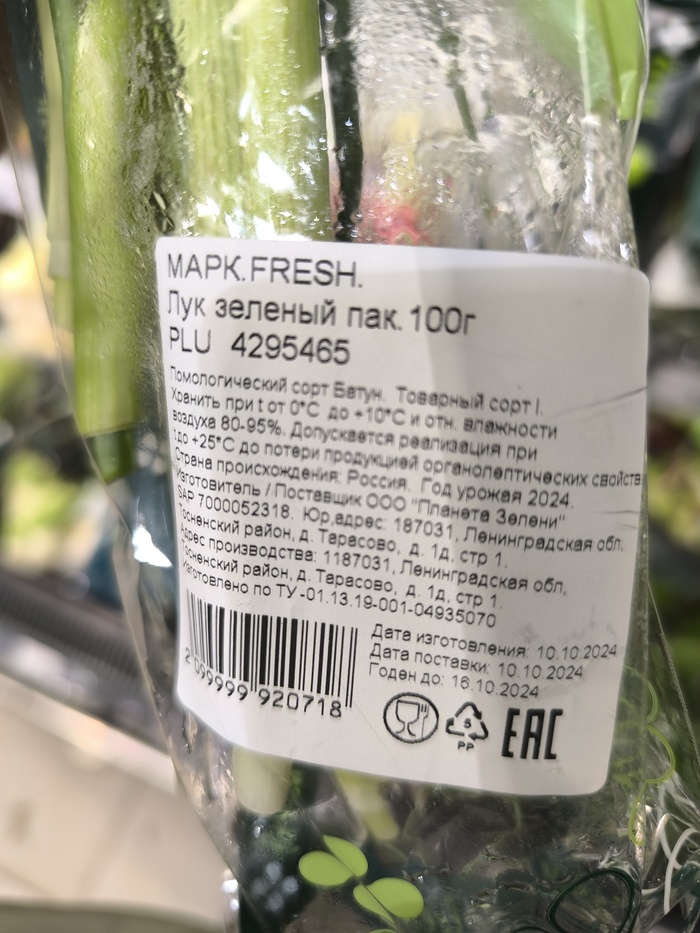 МАРК.FRESH.
Лук зеленый пак.100г
PLU 4295465
Помологический сорт Батун. Товарный сорт I.
Хранить при t от 0°С до +10°С и отн. влажности
воздуха 80-95%. Допускается реализация при
t до +25°С до потери продукцией органолептических свойств.
Страна происхождения: Россия. Год урожая 2024.
Изготовитель / Поставщик ООО "Планета Зелени"
SAP 7000052318. Юр,адрес: 187031, Ленинградская обл,
Тосненский район, д. Тарасово, д. 1д, стр 1.
Адрес производства: 1187031, Ленинградская обл,
Тосненский район, д. Тарасово, д. 1д, стр 1.
Изготовлено по ТУ -01.13.19-001-04935070
Дата изготовления: 10.10.2024
Дата поставки: 10.10.2024
Годен до: 16.10.2024
2 099999 920718
5
PP
EAC